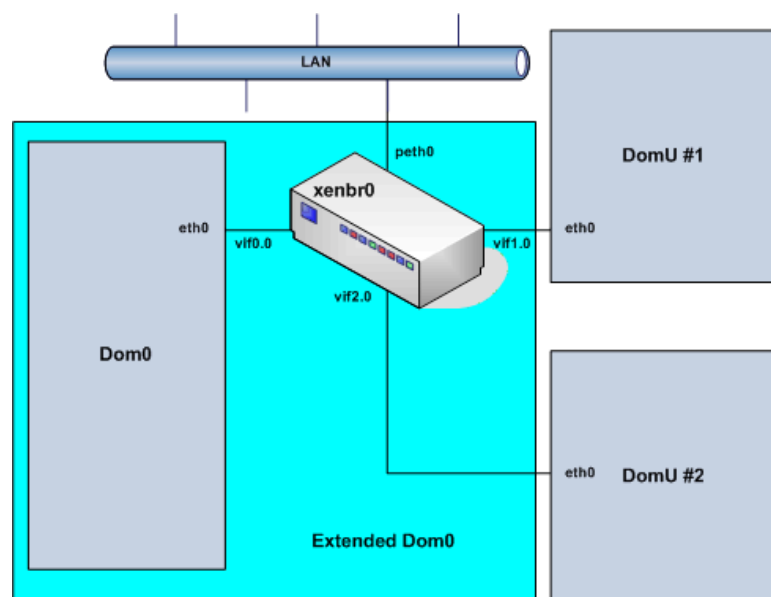 LAN
peth0
DomU #1
xenbr0
eth0
vif0.0
vif1.0
eth0
vif2.0
Dom0
eth0
DomU #2
Extended Dom0